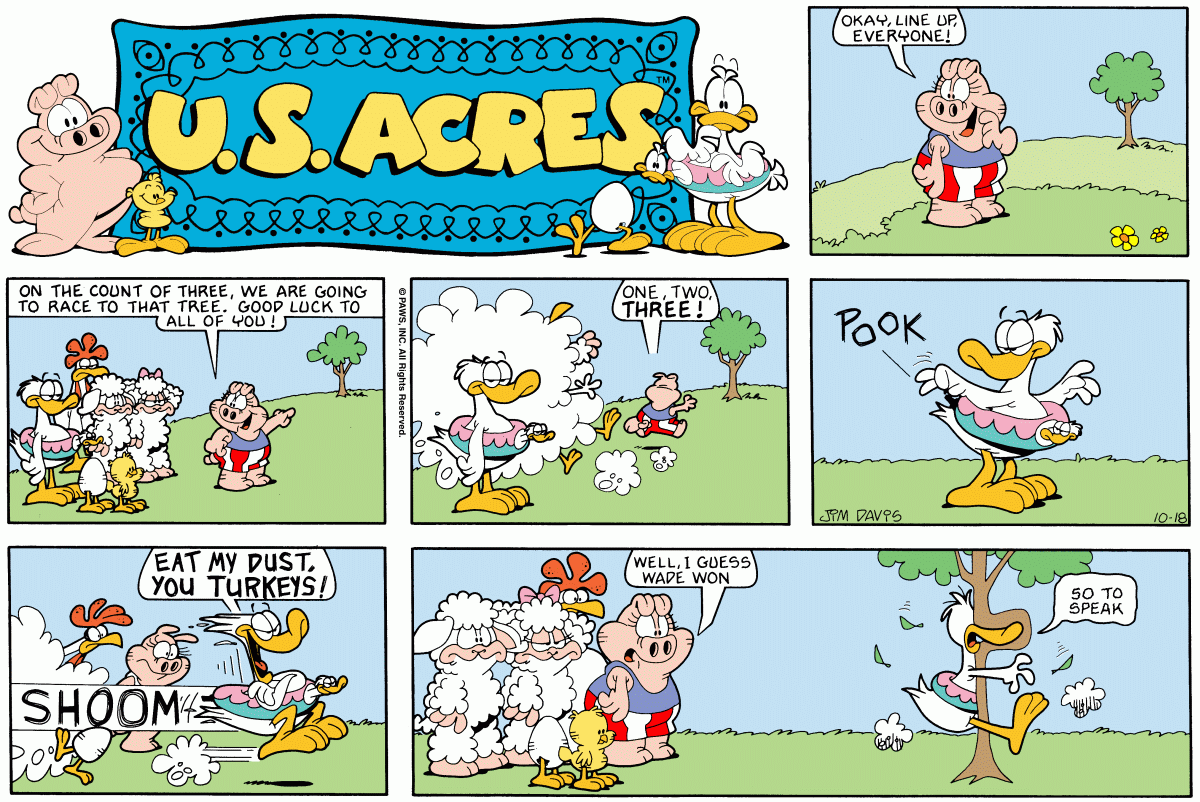 U.S. ACRES
TM
OKAY, LINE UP,
EVERYONE!
ON THE COUNT OF THREE, WE ARE GOING
TO RACE TO THAT TREE. GOOD LUCK TO
ALL OF YOU!
© PAWS, INC. All Rights Reserved.
ONE, TWO,
THREE!
POOK
JIM DAVIS
10-18
EAT MY DUST,
YOU TURKEYS!
SHOOM
WELL, I GUESS
WADE WON
SO TO
SPEAK